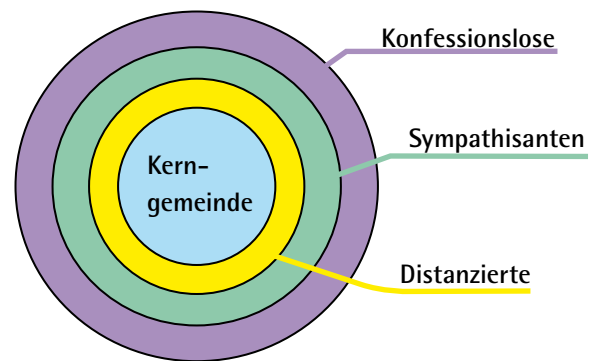 Konfessionslose
Sympathisanten
Kern-
gemeinde
Distanzierte